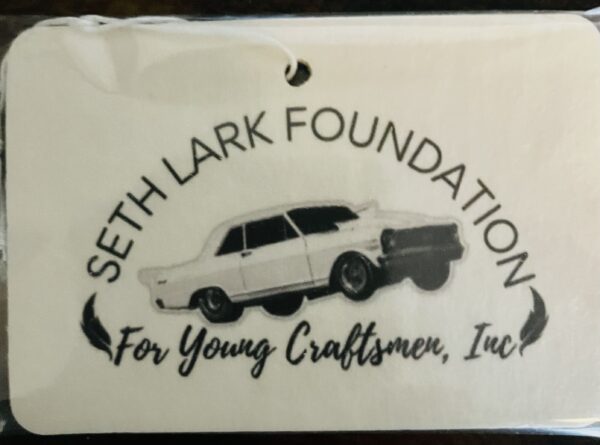 SETH LARK FOUNDATION
For Young Craftsmen, Inc